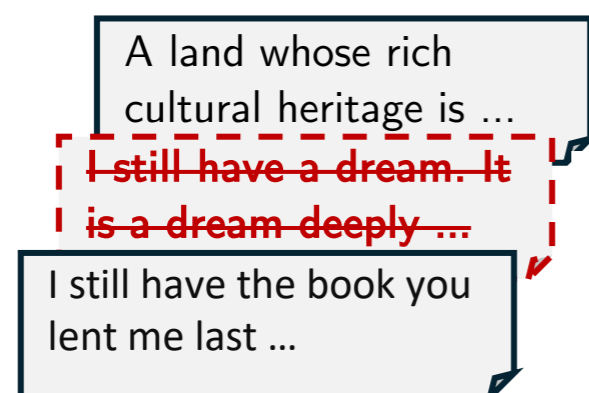 A land whose rich
cultural heritage is ...
I still have a dream. It
is a dream deeply ...
I still have the book you
lent me last ...